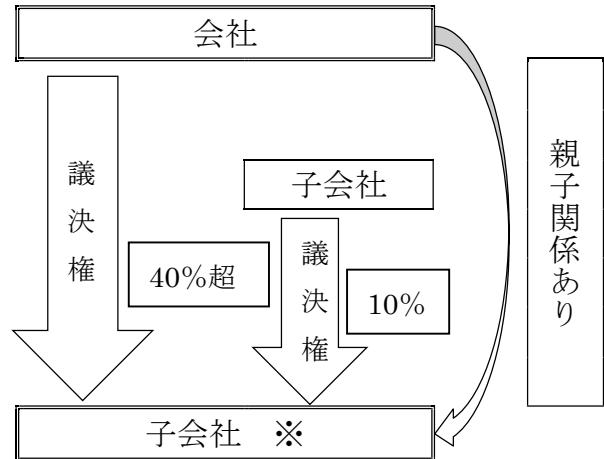 会社
議決権
40％超
子会社
議決権
10％
親子関係あり
子会社　※